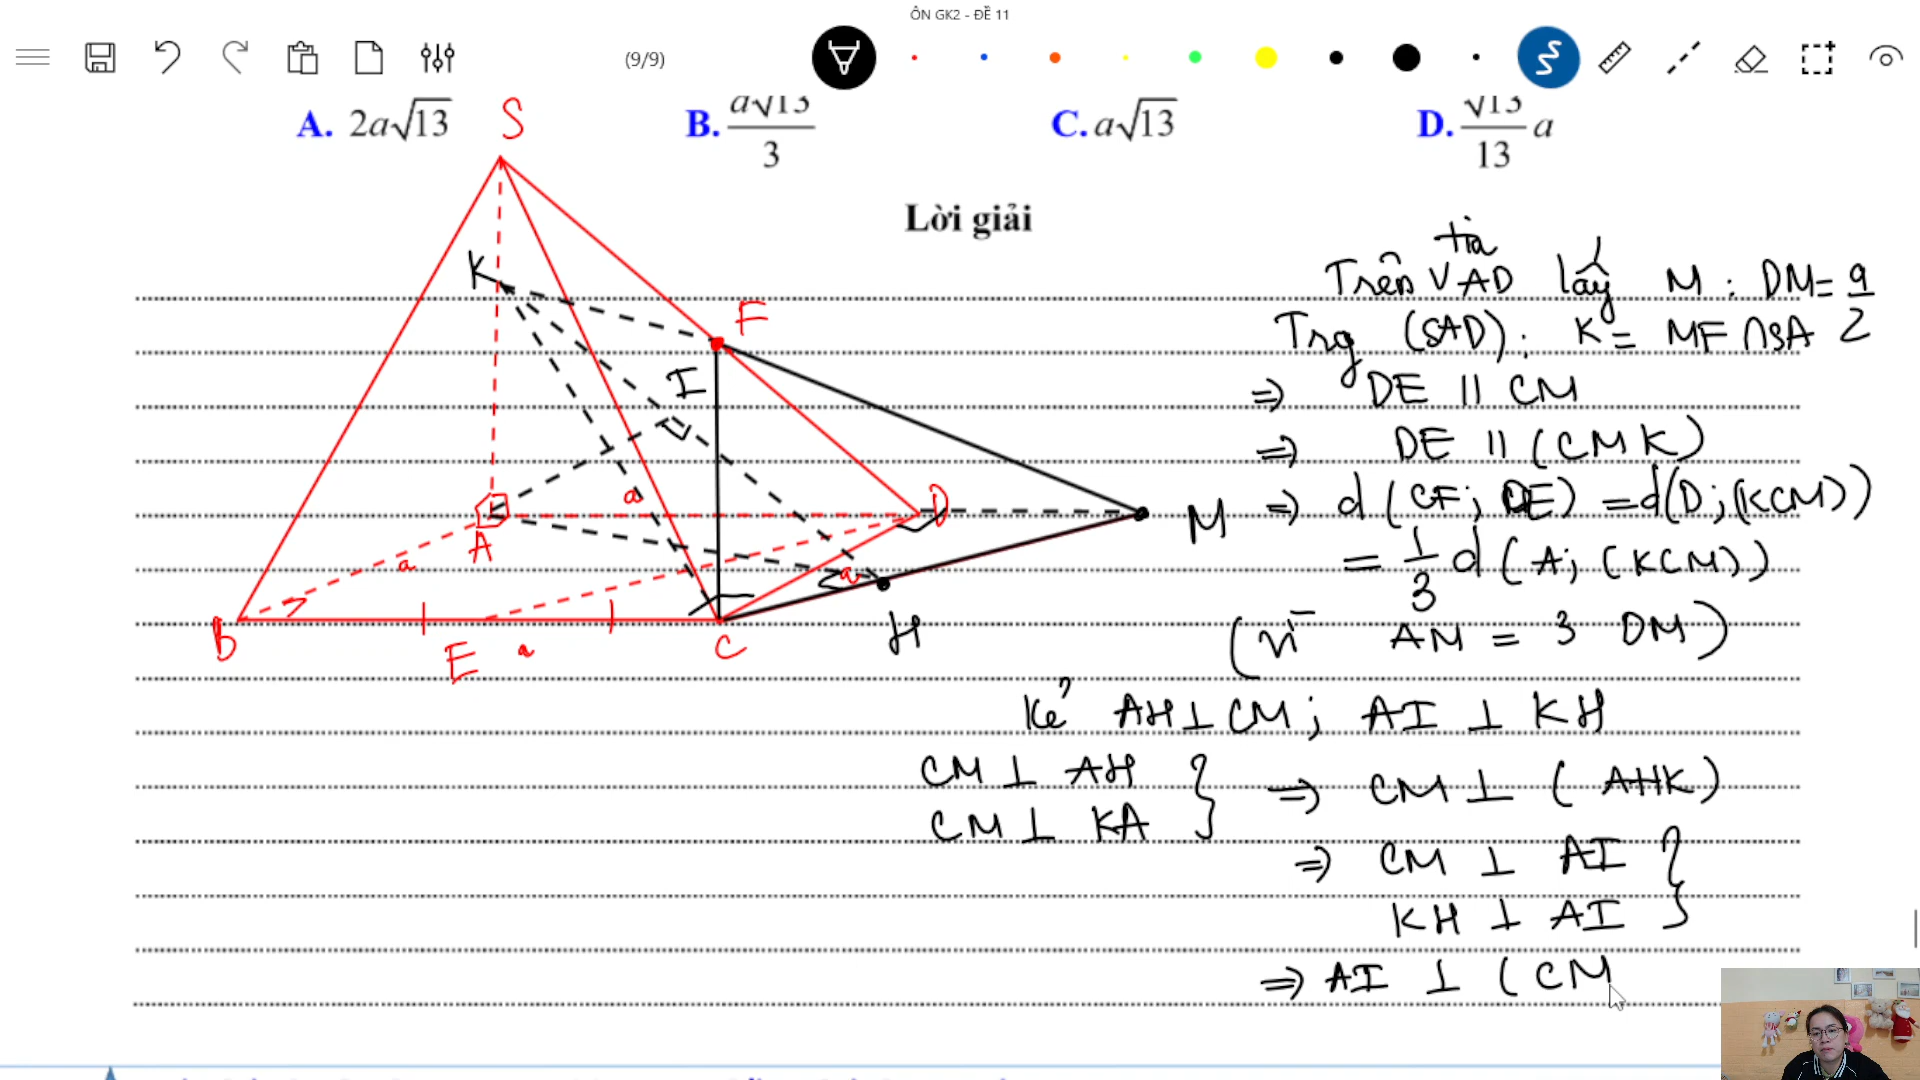 ÔN GK2 - ĐỀ 11
(9/9)
A. 2a√13
B. a√13/3
C. a√13
D. √13/13 a
Lời giải
S
K
F
I
a
D
M
A
a
a
H
B
E
a
C
Trên tia AD lấy M : DM = a/2
Trg (SAD) : K = MF ∩ SA
⇒ DE // CM
⇒ DE // (CMK)
⇒ d (CF; DE) = d(D; (KCM))
= 1/3 d (A; (KCM))
(vì AM = 3 DM)
Kẻ AH ⊥ CM; AI ⊥ KH
CM ⊥ AH
CM ⊥ KA } ⇒ CM ⊥ (AHK)
⇒ CM ⊥ AI
KH ⊥ AI }
⇒ AI ⊥ (CM